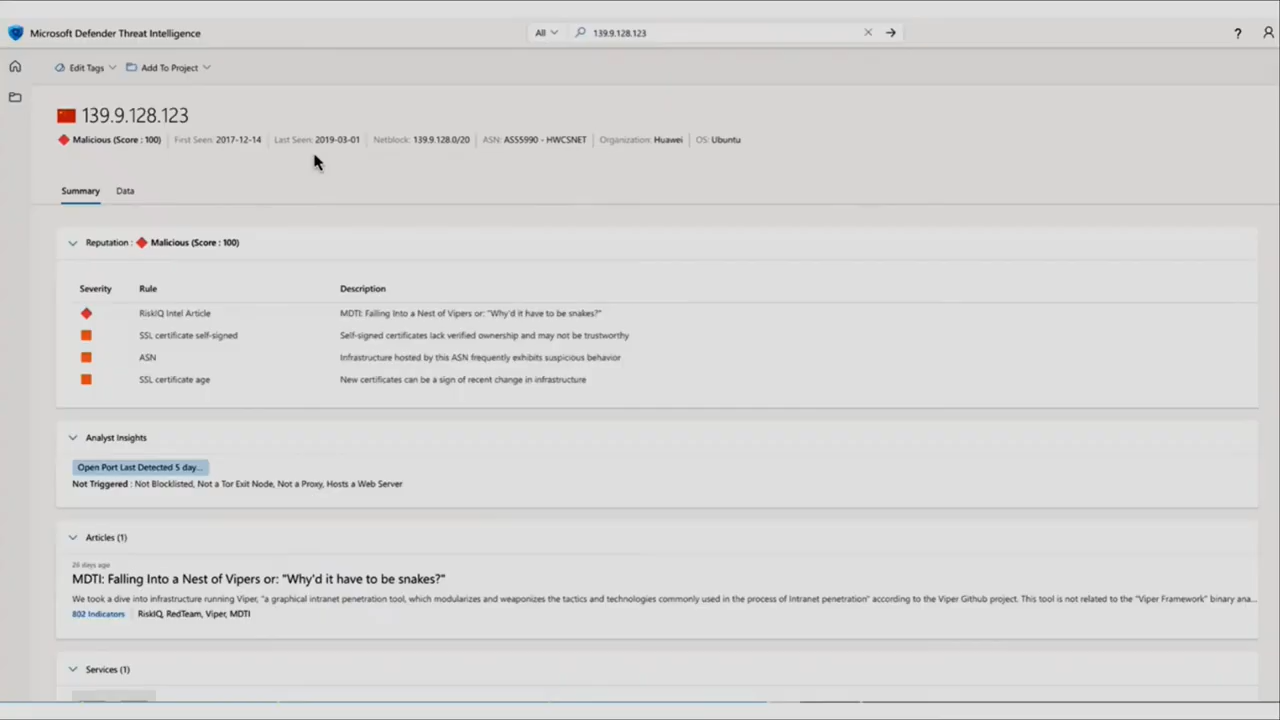 Microsoft Defender Threat Intelligence All 139.9.128.123 ?
Edit Tags Add To Project
139.9.128.123
Malicious (Score : 100) First Seen: 2017-12-14 Last Seen: 2019-03-01 Netblock: 139.9.128.0/20 ASN: AS55990 - HWCSNET Organization: Huawei OS: Ubuntu
Summary Data
Reputation : Malicious (Score : 100)
Severity Rule Description
RiskIQ Intel Article MDTI: Falling Into a Nest of Vipers or: "Why'd it have to be snakes?"
SSL certificate self-signed Self-signed certificates lack verified ownership and may not be trustworthy
ASN Infrastructure hosted by this ASN frequently exhibits suspicious behavior
SSL certificate age New certificates can be a sign of recent change in infrastructure
Analyst Insights
Open Port Last Detected 5 day...
Not Triggered : Not Blocklisted, Not a Tor Exit Node, Not a Proxy, Hosts a Web Server
Articles (1)
26 days ago
MDTI: Falling Into a Nest of Vipers or: "Why'd it have to be snakes?"
We took a dive into infrastructure running Viper, "a graphical intranet penetration tool, which modularizes and weaponizes the tactics and technologies commonly used in the process of Intranet penetration" according to the Viper Github project. This tool is not related to the "Viper Framework" binary ana...
802 Indicators RiskIQ, RedTeam, Viper, MDTI
Services (1)